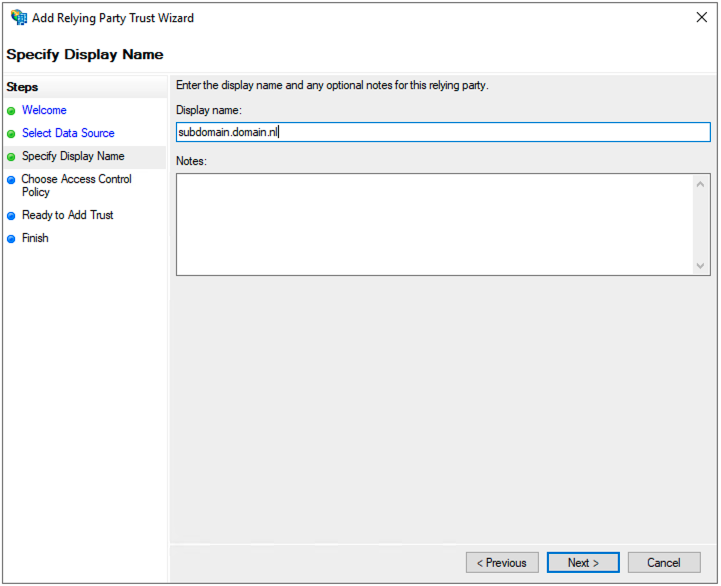 Add Relying Party Trust Wizard
Specify Display Name
Steps
Welcome
Select Data Source
Specify Display Name
Choose Access Control
Policy
Ready to Add Trust
Finish
Enter the display name and any optional notes for this relying party.
Display name:
subdomain.domain.nl
Notes:
< Previous
Next >
Cancel